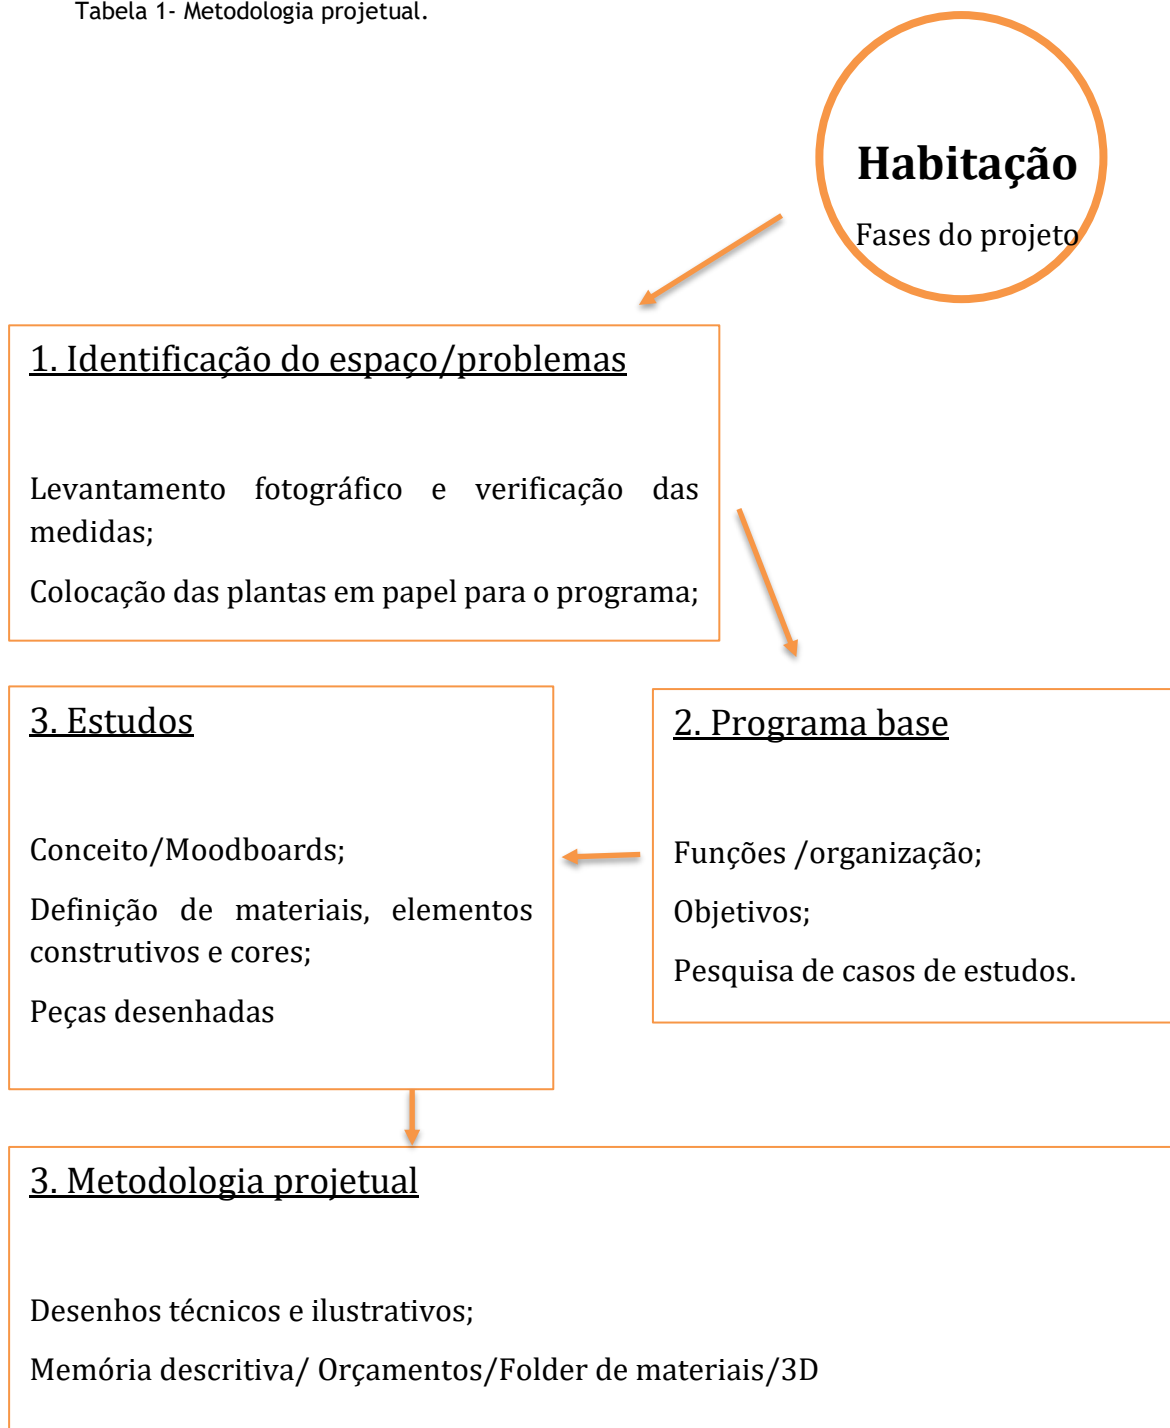 Tabela 1- Metodologia projetual.
Habitação
Fases do projeto
1. Identificação do espaço/problemas
Levantamento fotográfico e verificação das
medidas;
Colocação das plantas em papel para o programa;
3. Estudos
Conceito/Moodboards;
Definição de materiais, elementos
construtivos e cores;
Peças desenhadas
2. Programa base
Funções /organização;
Objetivos;
Pesquisa de casos de estudos.
3. Metodologia projetual
Desenhos técnicos e ilustrativos;
Memória descritiva/ Orçamentos/Folder de materiais/3D